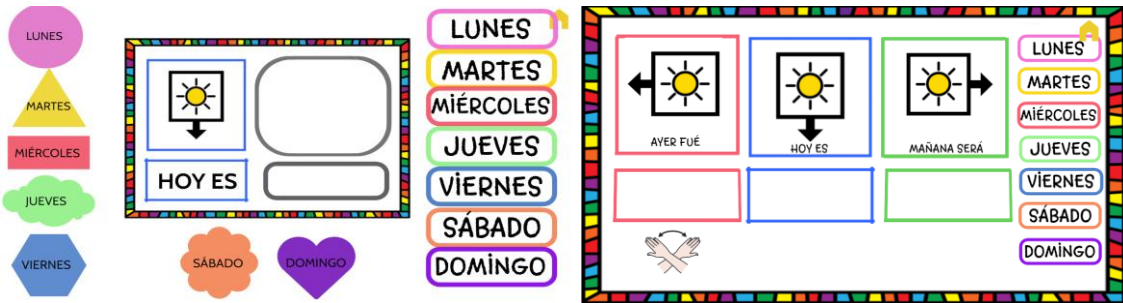 LUNES
MARTES
MIÉRCOLES
JUEVES
VIERNES
HOY ES
SÁBADO
DOMINGO
LUNES
MARTES
MIÉRCOLES
JUEVES
VIERNES
SÁBADO
DOMINGO
AYER FUÉ
HOY ES
MAÑANA SERÁ
LUNES
MARTES
MIÉRCOLES
JUEVES
VIERNES
SÁBADO
DOMINGO